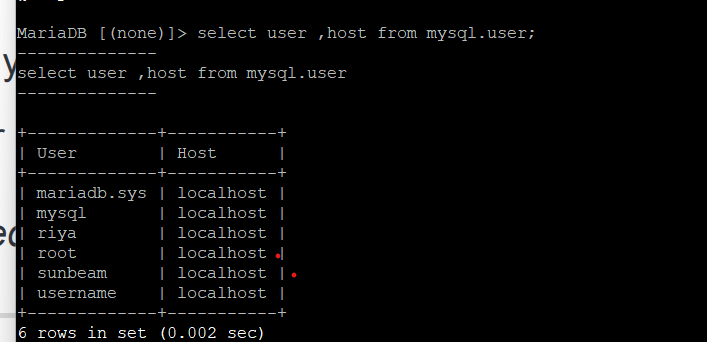 MariaDB [(none)]> select user ,host from mysql.user;
--------------
select user ,host from mysql.user
--------------
+-------------+-----------+
| User        | Host      |
+-------------+-----------+
| mariadb.sys | localhost |
| mysql       | localhost |
| riya        | localhost |
| root        | localhost |
| sunbeam     | localhost |
| username    | localhost |
+-------------+-----------+
6 rows in set (0.002 sec)